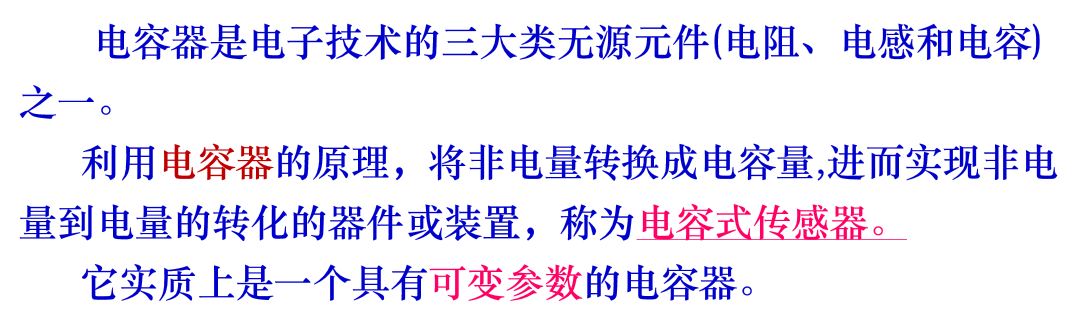 电容器是电子技术的三大类无源元件(电阻、电感和电容)
之一。
利用电容器的原理，将非电量转换成电容量,进而实现非电
量到电量的转化的器件或装置，称为电容式传感器。
它实质上是一个具有可变参数的电容器。